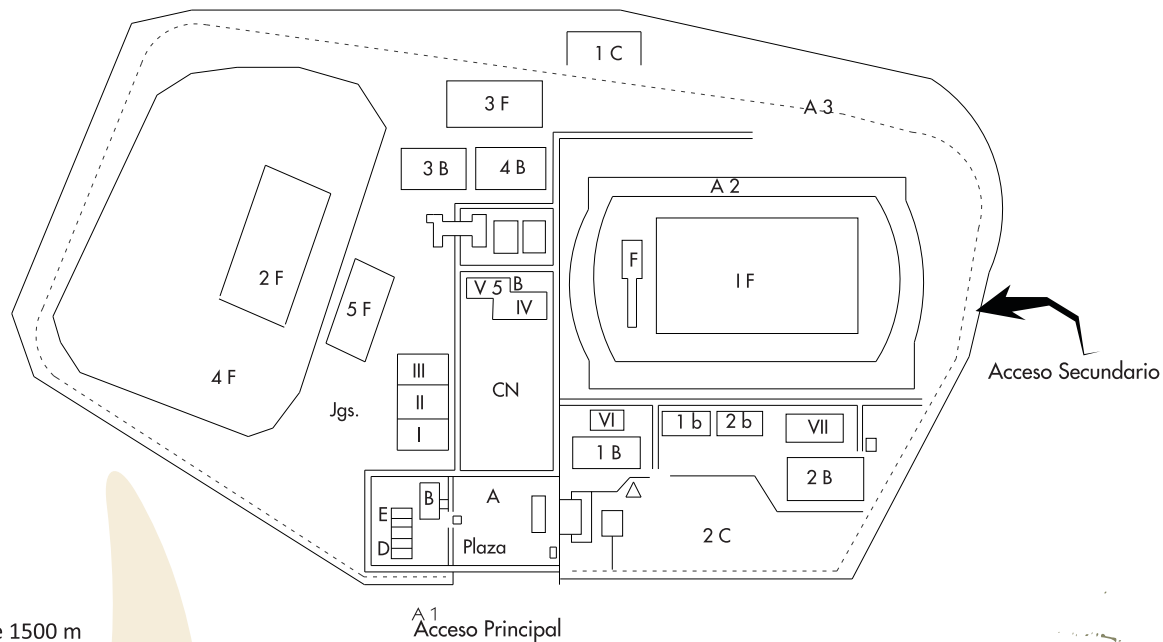 1 C
3 F
A 3
3 B
4 B
A 2
2 F
F
I F
5 F
V 5 B
IV
4 F
III
CN
Acceso Secundario
II
Jgs.
I
VI
1 b
2 b
VII
1 B
2 B
B
A
E
D
Plaza
2 C
A 1
Acceso Principal
e 1500 m